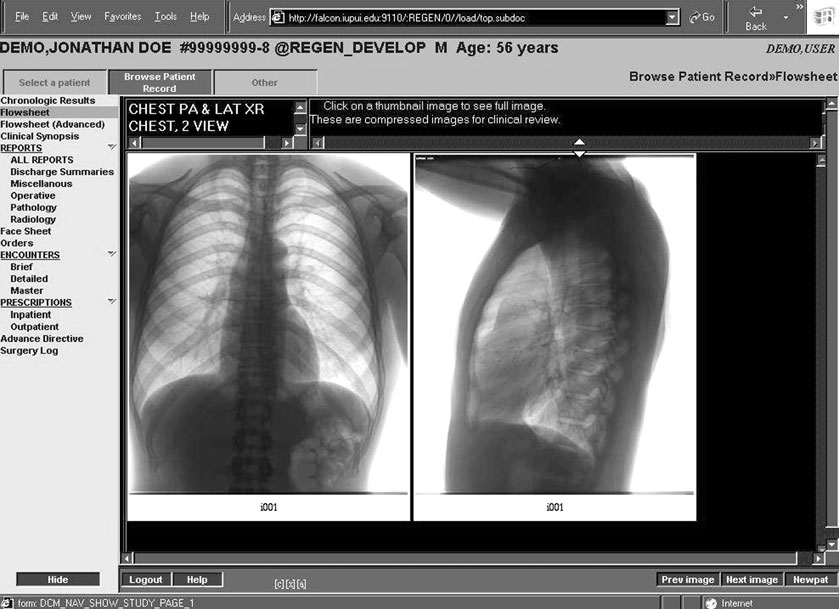 File Edit View Favorites Tools Help Address http://falcon.iupui.edu:9110/:REGEN/0//load/top.subdoc Go Back »
DEMO,JONATHAN DOE #99999999-8 @REGEN_DEVELOP M Age: 56 years DEMO,USER
Select a patient
Browse Patient Record
Other
Browse Patient Record»Flowsheet
Chronologic Results
Flowsheet
Flowsheet (Advanced)
Clinical Synopsis
REPORTS
ALL REPORTS
Discharge Summaries
Miscellanous
Operative
Pathology
Radiology
Face Sheet
Orders
ENCOUNTERS
Brief
Detailed
Master
PRESCRIPTIONS
Inpatient
Outpatient
Advance Directive
Surgery Log
CHEST PA & LAT XR
CHEST, 2 VIEW
Click on a thumbnail image to see full image.
These are compressed images for clinical review.
i001 i001
Hide Logout Help [c][x][a] Prev image Next image Newpat
form: DCM_NAV_SHOW_STUDY_PAGE_1 Internet